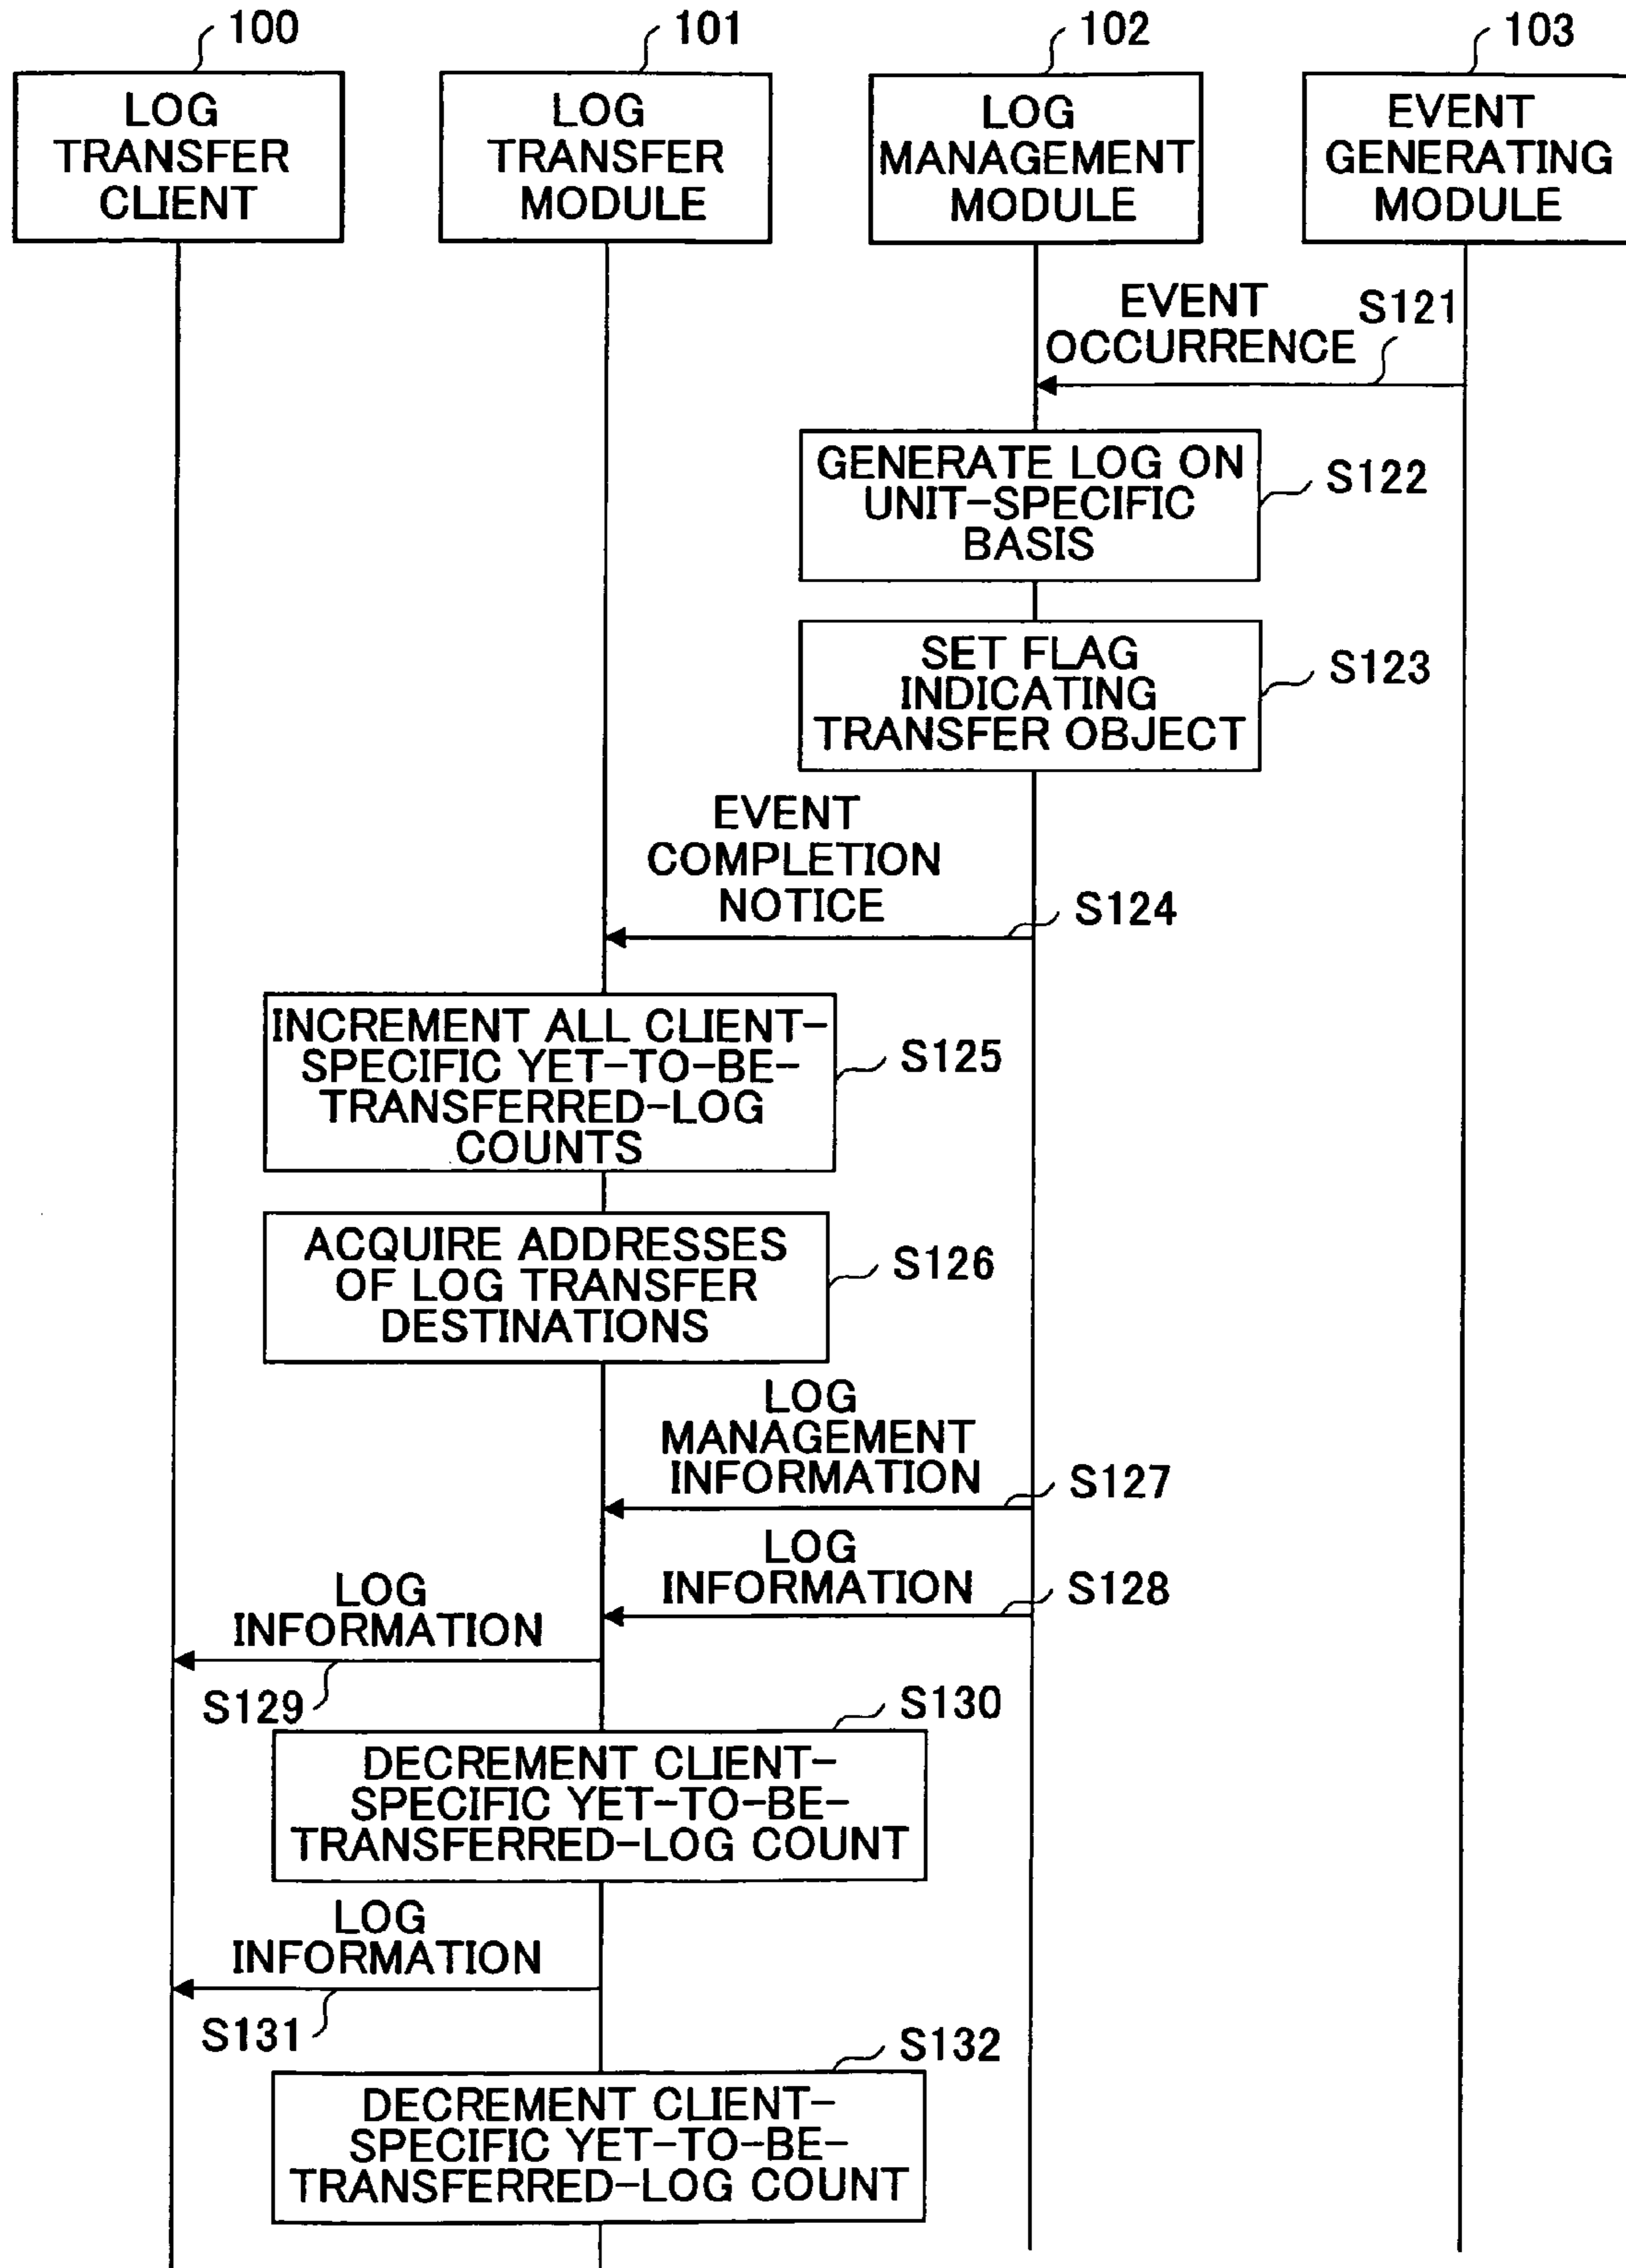 100
101
102
103
LOG
TRANSFER
CLIENT
LOG
TRANSFER
MODULE
LOG
MANAGEMENT
MODULE
EVENT
GENERATING
MODULE
EVENT
OCCURRENCE
S121
GENERATE LOG ON
UNIT-SPECIFIC
BASIS
S122
SET FLAG
INDICATING
TRANSFER OBJECT
S123
EVENT
COMPLETION
NOTICE
S124
INCREMENT ALL CLIENT-
SPECIFIC YET-TO-BE-
TRANSFERRED-LOG
COUNTS
S125
ACQUIRE ADDRESSES
OF LOG TRANSFER
DESTINATIONS
S126
LOG
MANAGEMENT
INFORMATION
S127
LOG
INFORMATION
S128
LOG
INFORMATION
S129
S130
DECREMENT CLIENT-
SPECIFIC YET-TO-BE-
TRANSFERRED-LOG COUNT
LOG
INFORMATION
S131
S132
DECREMENT CLIENT-
SPECIFIC YET-TO-BE-
TRANSFERRED-LOG COUNT